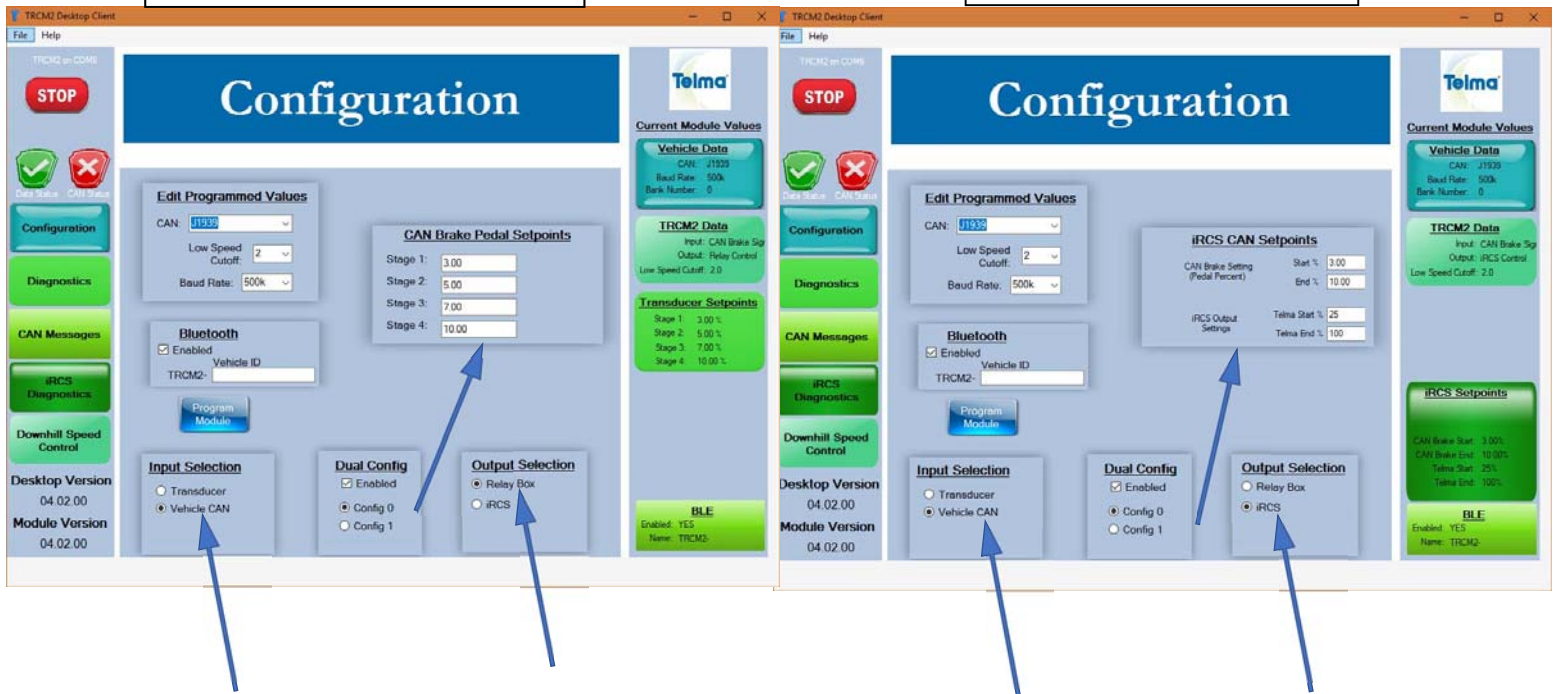 TRCM2 Desktop Client
File Help
TRCM2 on COM5
STOP
Data Status CAN Status
Configuration
Diagnostics
CAN Messages
iRCS
Diagnostics
Downhill Speed
Control
Desktop Version
04.02.00
Module Version
04.02.00
Configuration
Edit Programmed Values
CAN: J1939
Low Speed
Cutoff: 2
Baud Rate: 500k
Bluetooth
Enabled
Vehicle ID
TRCM2-
Program
Module
CAN Brake Pedal Setpoints
Stage 1: 3.00
Stage 2: 5.00
Stage 3: 7.00
Stage 4: 10.00
Input Selection
Transducer
Vehicle CAN
Dual Config
Enabled
Config 0
Config 1
Output Selection
Relay Box
iRCS
Telma
Current Module Values
Vehicle Data
CAN: J1939
Baud Rate: 500k
Bank Number: 0
TRCM2 Data
Input: CAN Brake Sig
Output: Relay Control
Low Speed Cutoff: 2.0
Transducer Setpoints
Stage 1: 3.00 %
Stage 2: 5.00 %
Stage 3: 7.00 %
Stage 4: 10.00 %
BLE
Enabled: YES
Name: TRCM2-
TRCM2 Desktop Client
File Help
TRCM2 on COM5
STOP
Data Status CAN Status
Configuration
Diagnostics
CAN Messages
iRCS
Diagnostics
Downhill Speed
Control
Desktop Version
04.02.00
Module Version
04.02.00
Configuration
Edit Programmed Values
CAN: J1939
Low Speed
Cutoff: 2
Baud Rate: 500k
Bluetooth
Enabled
Vehicle ID
TRCM2-
Program
Module
iRCS CAN Setpoints
CAN Brake Setting
(Pedal Percent)
Start % 3.00
End % 10.00
iRCS Output
Settings
Telma Start % 25
Telma End % 100
Input Selection
Transducer
Vehicle CAN
Dual Config
Enabled
Config 0
Config 1
Output Selection
Relay Box
iRCS
Telma
Current Module Values
Vehicle Data
CAN: J1939
Baud Rate: 500k
Bank Number: 0
TRCM2 Data
Input: CAN Brake Sig
Output: iRCS Control
Low Speed Cutoff: 2.0
iRCS Setpoints
CAN Brake Start: 3.00%
CAN Brake End: 10.00%
Telma Start: 25%
Telma End: 100%
BLE
Enabled: YES
Name: TRCM2-